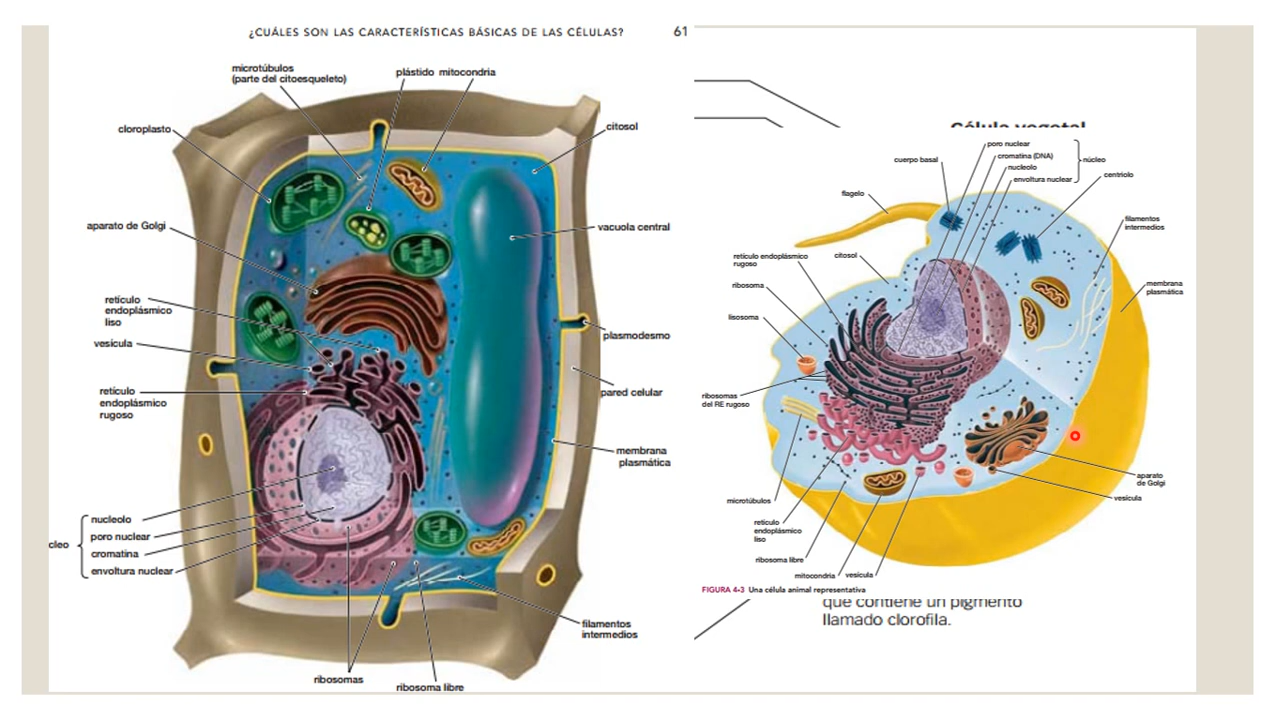 ¿CUÁLES SON LAS CARACTERÍSTICAS BÁSICAS DE LAS CÉLULAS?
61
microtúbulos
(parte del citoesqueleto)
plástido
mitocondria
cloroplasto
citosol
aparato de Golgi
vacuola central
retículo
endoplásmico
liso
vesícula
plasmodesmo
retículo
endoplásmico
rugoso
pared celular
membrana
plasmática
cleo
nucleolo
poro nuclear
cromatina
envoltura nuclear
filamentos
intermedios
ribosomas
ribosoma libre
Célula vegetal
poro nuclear
cromatina (DNA)
nucleolo
envoltura nuclear
núcleo
cuerpo basal
centriolo
flagelo
filamentos
intermedios
retículo endoplásmico
rugoso
citosol
ribosoma
membrana
plasmática
lisosoma
ribosomas
del RE rugoso
aparato
de Golgi
microtúbulos
vesícula
retículo
endoplásmico
liso
ribosoma libre
mitocondria
vesícula
FIGURA 4-3 Una célula animal representativa
que contiene un pigmento
llamado clorofila.